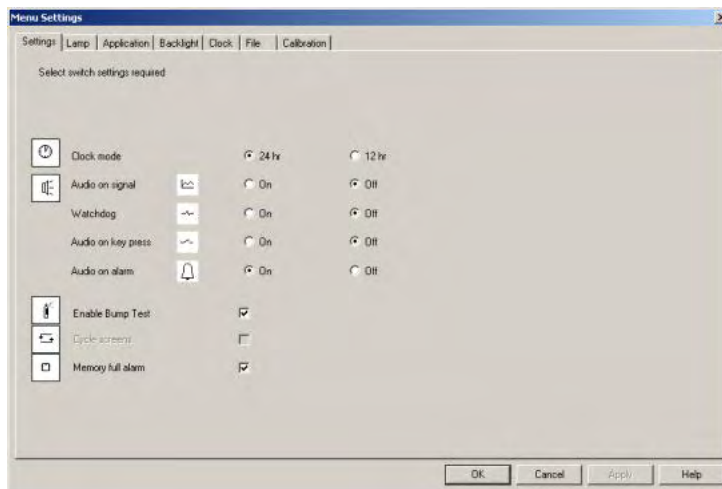 Menu Settings
Settings Lamp Application Backlight Clock File Calibration
Select switch settings required
Clock mode 24 hr 12 hr
Audio on signal On Off
Watchdog On Off
Audio on key press On Off
Audio on alarm On Off
Enable Bump Test
Cycle screens
Memory full alarm
OK Cancel Apply Help